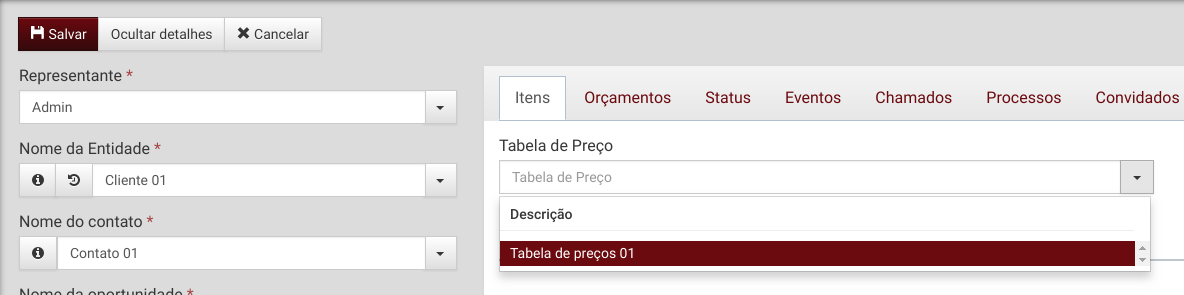 Salvar Ocultar detalhes Cancelar
Representante *
Admin
Nome da Entidade *
Cliente 01
Nome do contato *
Contato 01
Nome da oportunidade *
Itens Orçamentos Status Eventos Chamados Processos Convidados
Tabela de Preço
Tabela de Preço
Descrição
Tabela de preços 01